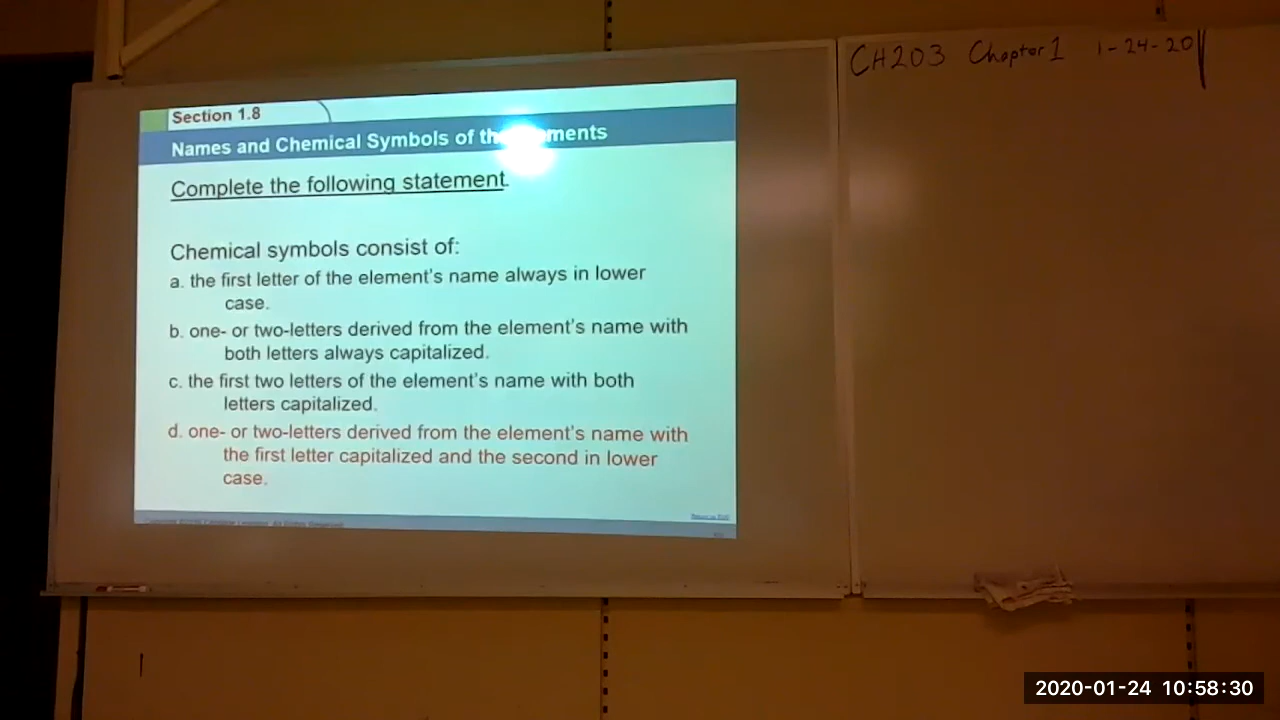 CH203 Chapter 1 1-24-20
Section 1.8
Names and Chemical Symbols of the Elements
Complete the following statement.
Chemical symbols consist of:
a. the first letter of the element's name always in lower
case.
b. one- or two-letters derived from the element's name with
both letters always capitalized.
c. the first two letters of the element's name with both
letters capitalized.
d. one- or two-letters derived from the element's name with
the first letter capitalized and the second in lower
case.
2020-01-24 10:58:30